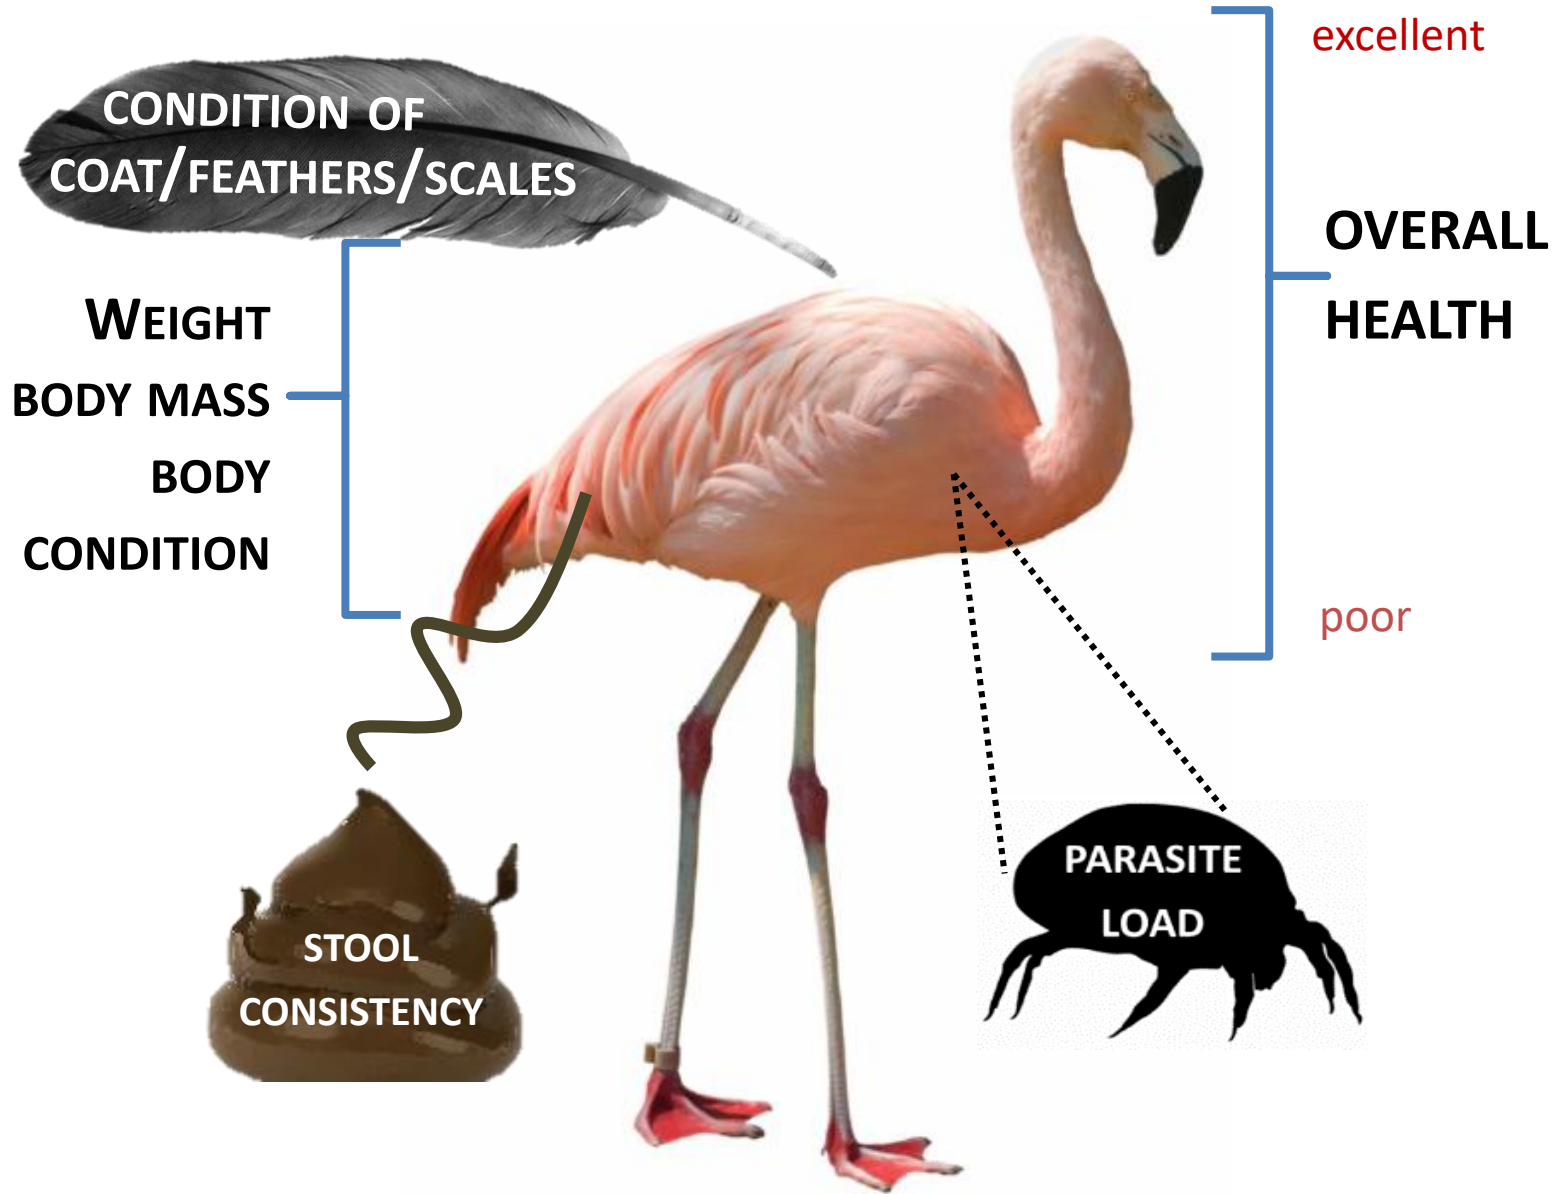 excellent
CONDITION OF
COAT/FEATHERS/SCALES
OVERALL
HEALTH
WEIGHT
BODY MASS
BODY
CONDITION
poor
PARASITE
LOAD
STOOL
CONSISTENCY